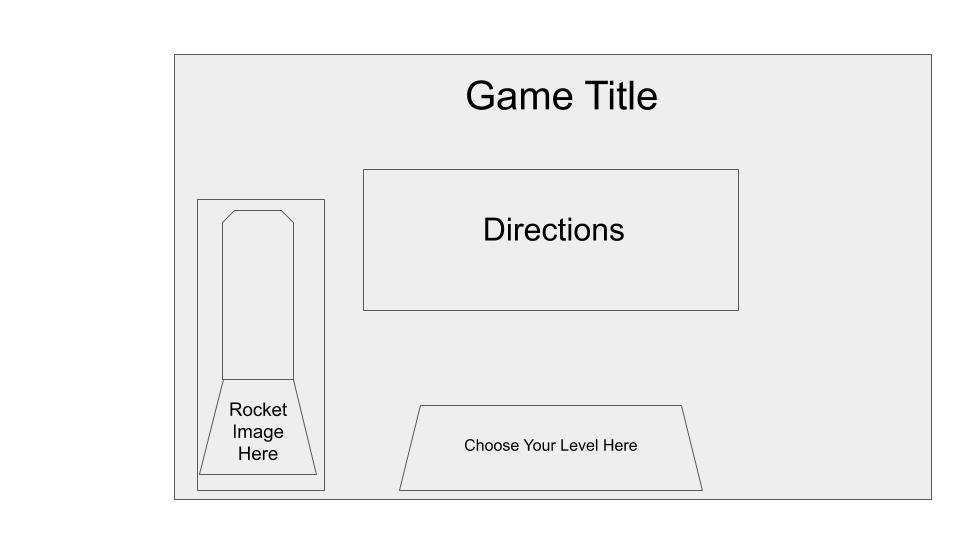 Game Title
Directions
Rocket
Image
Here
Choose Your Level Here